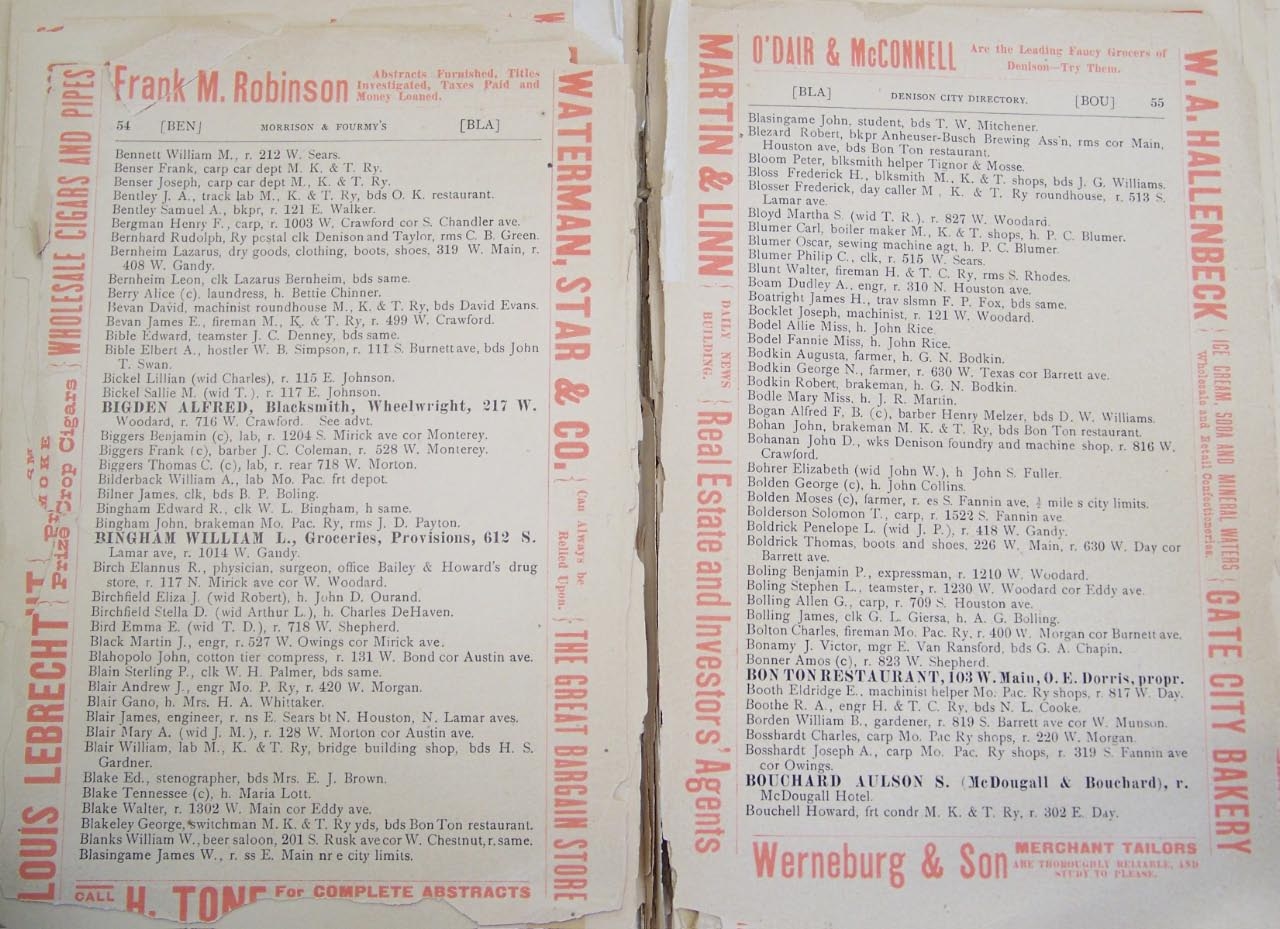 Frank M. Robinson
Abstracts Furnished, Titles
Investigated, Taxes Paid and
Money Loaned.
54 [BEN] MORRISON & FOURMY'S [BLA]
Bennett William M., r. 212 W. Sears.
Benser Frank, carp car dept M. K. & T. Ry.
Benser Joseph, carp car dept M., K. & T. Ry.
Bentley J. A., track lab M., K. & T. Ry, bds O. K. restaurant.
Bentley Samuel A., bkpr, r. 121 E. Walker.
Bergman Henry F., carp, r. 1003 W. Crawford cor S. Chandler ave.
Bernhard Rudolph, Ry postal clk Denison and Taylor, rms C. B. Green.
Bernheim Lazarus, dry goods, clothing, boots, shoes, 319 W. Main, r.
408 W. Gandy.
Bernheim Leon, clk Lazarus Bernheim, bds same.
Berry Alice (c), laundress, h. Bettie Chinner.
Bevan David, machinist roundhouse M., K. & T. Ry, bds David Evans.
Bevan James E., fireman M., K. & T. Ry, r. 499 W. Crawford.
Bible Edward, teamster J. C. Denney, bds same.
Bible Elbert A., hostler W. B. Simpson, r. 111 S. Burnett ave, bds John
T. Swan.
Bickel Lillian (wid Charles), r. 115 E. Johnson.
Bickel Sallie M. (wid T.). r. 117 E. Johnson.
BIGDEN ALFRED, Blacksmith, Wheelwright, 217 W.
Woodard, r. 716 W. Crawford. See advt.
Biggers Benjamin (c), lab, r. 1204 S. Mirick ave cor Monterey.
Biggers Frank (c), barber J. C. Coleman, r. 528 W. Monterey.
Biggers Thomas C. (c), lab, r. rear 718 W. Morton.
Bilderback William A., lab Mo. Pac. frt depot.
Bilner James, clk, bds B. P. Boling.
Bingham Edward R., clk W. L. Bingham, h same.
Bingham John, brakeman Mo. Pac. Ry, rms J. D. Payton.
BINGHAM WILLIAM L., Groceries, Provisions, 612 S.
Lamar ave, r. 1014 W. Gandy.
Birch Elannus R., physician, surgeon, office Bailey & Howard's drug
store, r. 117 N. Mirick ave cor W. Woodard.
Birchfield Eliza J. (wid Robert), h. John D. Ourand.
Birchfield Stella D. (wid Arthur L.), h. Charles DeHaven.
Bird Emma E. (wid T. D.), r. 718 W. Shepherd.
Black Martin J., engr, r. 527 W. Owings cor Mirick ave.
Blahopolo John, cotton tier compress, r. 131 W. Bond cor Austin ave.
Blain Sterling P., clk W. H. Palmer, bds same.
Blair Andrew J., engr Mo. P. Ry, r. 420 W. Morgan.
Blair Gano, h. Mrs. H. A. Whittaker.
Blair James, engineer, r. ns E. Sears bt N. Houston, N. Lamar aves.
Blair Mary A. (wid J. M.), r. 128 W. Morton cor Austin ave.
Blair William, lab M., K. & T. Ry, bridge building shop, bds H. S.
Gardner.
Blake Ed., stenographer, bds Mrs. E. J. Brown.
Blake Tennessee (c), h. Maria Lott.
Blake Walter, r. 1302 W. Main cor Eddy ave.
Blakeley George, switchman M. K. & T. Ry yds, bds Bon Ton restaurant.
Blanks William W., beer saloon, 201 S. Rusk ave cor W. Chestnut, r. same.
Blasingame James W., r. ss E. Main nr e city limits.
CALL H. TONE For COMPLETE ABSTRACTS
LOUIS LEBRECHT
Prize Crop Cigars
WHOLESALE CIGARS AND PIPES
WATERMAN, STAR & CO.
Can Always be
Relied Upon.
THE GREAT BARGAIN STORE
O'DAIR & McCONNELL
Are the Leading Fancy Grocers of
Denison—Try Them.
[BLA] DENISON CITY DIRECTORY. [BOU] 55
Blasingame John, student, bds T. W. Mitchener.
Blezard Robert, bkpr Anheuser-Busch Brewing Ass'n, rms cor Main,
Houston ave, bds Bon Ton restaurant.
Bloom Peter, blksmith helper Tignor & Mosse.
Bloss Frederick H., blksmith M., K. & T. shops, bds J. G. Williams.
Blosser Frederick, day caller M., K. & T. Ry roundhouse, r. 513 S.
Lamar ave.
Bloyd Martha S. (wid T. R.), r. 827 W. Woodard.
Blumer Carl, boiler maker M., K. & T. shops, h. P. C. Blumer.
Blumer Oscar, sewing machine agt, h. P. C. Blumer.
Blumer Philip C., clk, r. 515 W. Sears.
Blunt Walter, fireman H. & T. C. Ry, rms S. Rhodes.
Boam Dudley A., engr, r. 310 N. Houston ave.
Boatright James H., trav slsmn F. P. Fox, bds same.
Bocklet Joseph, machinist, r. 121 W. Woodard.
Bodel Allie Miss, h. John Rice.
Bodel Fannie Miss, h. John Rice.
Bodkin Augusta, farmer, h. G. N. Bodkin.
Bodkin George N., farmer, r. 630 W. Texas cor Barrett ave.
Bodkin Robert, brakeman, h. G. N. Bodkin.
Bodle Mary Miss, h. J. R. Martin.
Bogan Alfred F. B. (c), barber Henry Melzer, bds D. W. Williams.
Bohan John, brakeman M. K. & T. Ry, bds Bon Ton restaurant.
Bohanan John D., wks Denison foundry and machine shop, r. 816 W.
Crawford.
Bohrer Elizabeth (wid John W.), h John S. Fuller.
Bolden George (c), h. John Collins.
Bolden Moses (c), farmer, r. es S. Fannin ave, ½ mile s city limits.
Bolderson Solomon T., carp, r. 1522 S. Fannin ave
Boldrick Penelope L. (wid J. P.), r. 418 W. Gandy.
Boldrick Thomas, boots and shoes, 226 W. Main, r. 630 W. Day cor
Barrett ave.
Boling Benjamin P., expressman, r. 1210 W. Woodard.
Boling Stephen L., teamster, r. 1230 W. Woodard cor Eddy ave.
Bolling Allen G., carp, r. 709 S. Houston ave.
Bolling James, clk G. L. Giersa, h. A. G. Bolling.
Bolton Charles, fireman Mo. Pac. Ry, r. 400 W. Morgan cor Burnett ave.
Bonamy J. Victor, mgr E. Van Ransford, bds G. A. Chapin.
Bonner Amos (c), r. 823 W. Shepherd.
BON TON RESTAURANT, 103 W. Main, O. E. Dorris, propr.
Booth Eldridge E., machinist helper Mo. Pac. Ry shops, r. 817 W. Day.
Boothe R. A., engr H. & T. C. Ry, bds N. L. Cooke.
Borden William B., gardener, r. 819 S. Barrett ave cor W. Munson.
Bosshardt Charles, carp Mo. Pac Ry shops, r. 220 W. Morgan.
Bosshardt Joseph A., carp Mo. Pac. Ry shops, r. 319 S. Fannin ave
cor Owings.
BOUCHARD AULSON S. (McDougall & Bouchard), r.
McDougall Hotel.
Bouchell Howard, frt condr M. K. & T. Ry, r. 302 E. Day.
Werneburg & Son
MERCHANT TAILORS
ARE THOROUGHLY RELIABLE, AND
STUDY TO PLEASE.
MARTIN & LINN
DAILY NEWS
BUILDING.
Real Estate and Investors' Agents
W. A. HALLENBECK
ICE CREAM, SODA AND MINERAL WATERS
Wholesale and Retail Confectioneries.
GATE CITY BAKERY